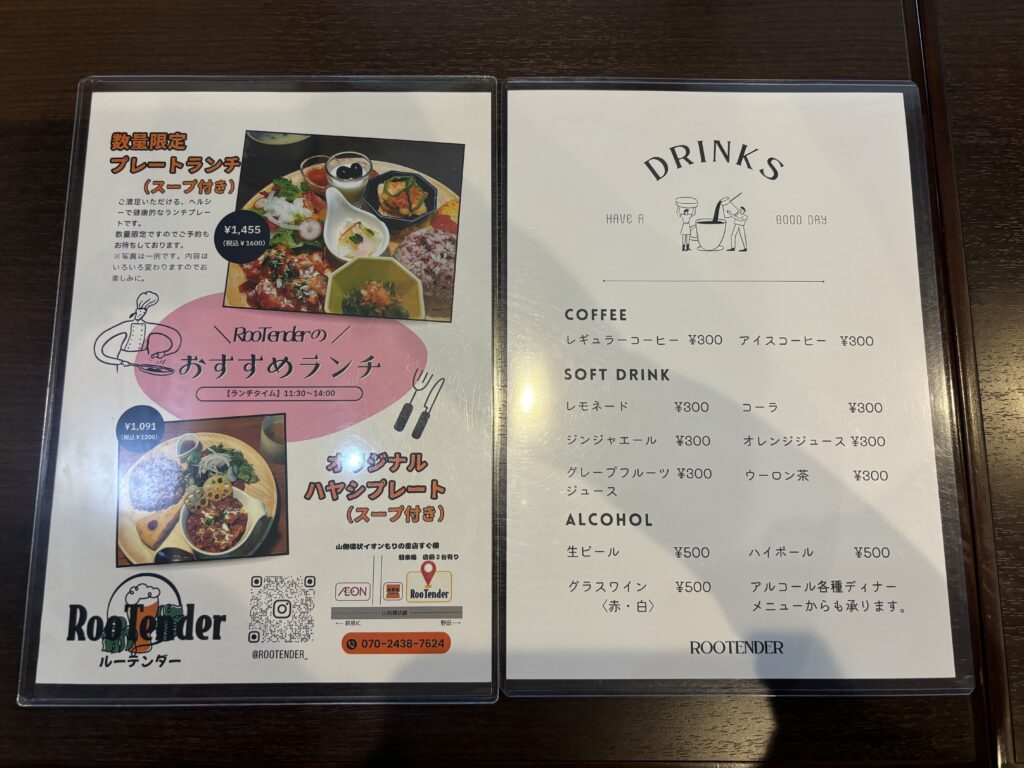 数量限定
プレートランチ
（スープ付き）
ご満足いただける、ヘルシ
ーで健康的なランチプレー
トです。
数量限定ですのでご予約も
お待ちしております。
※写真は一例です。内容は
いろいろ変わりますのでお
楽しみに。
¥1,455
（税込￥1600）
＼ RooTenderの ／
おすすめランチ
【ランチタイム】11:30～14:00
¥1,091
（税込￥1200）
オリジナル
ハヤシプレート
（スープ付き）
山側環状イオンもりの里店すぐ横
駐車場 店前２台有り
ÆON
RooTender
山側環状線
←鈴見IC
野田→
070-2438-7624
RooTender
ルーテンダー
@ROOTENDER_
DRINKS
HAVE A GOOD DAY
COFFEE
レギュラーコーヒー ¥300 アイスコーヒー ¥300
SOFT DRINK
レモネード ¥300 コーラ ¥300
ジンジャエール ¥300 オレンジジュース ¥300
グレープフルーツ ¥300 ウーロン茶 ¥300
ジュース
ALCOHOL
生ビール ¥500 ハイボール ¥500
グラスワイン ¥500 アルコール各種ディナー
〈赤・白〉 メニューからも承ります。
ROOTENDER